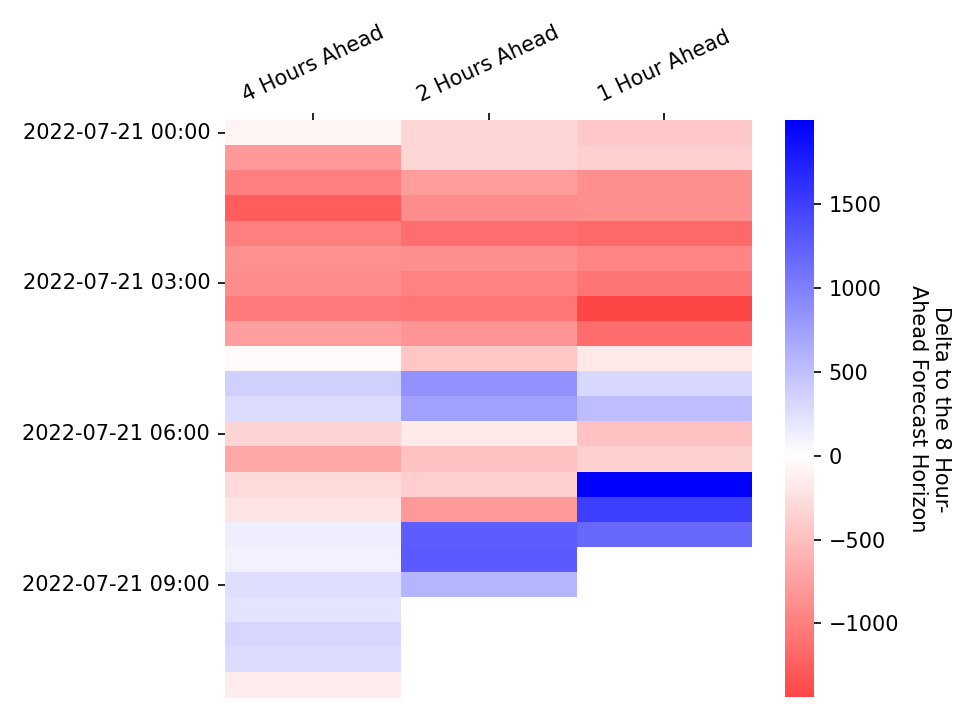 4 Hours Ahead
2 Hours Ahead
1 Hour Ahead
2022-07-21 00:00
2022-07-21 03:00
2022-07-21 06:00
2022-07-21 09:00
1500
1000
500
0
−500
−1000
Delta to the 8 Hour-
Ahead Forecast Horizon